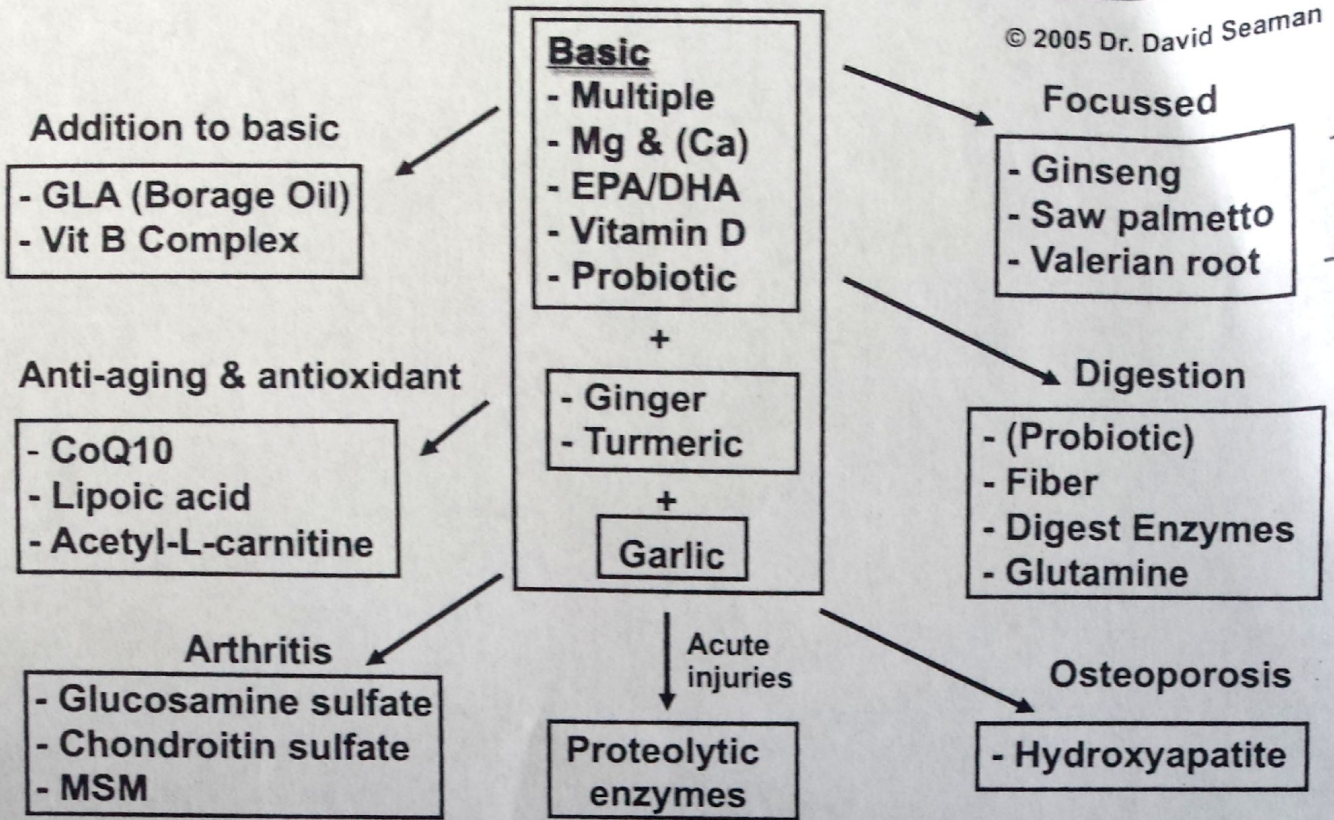 © 2005 Dr. David Seaman
Basic
- Multiple
- Mg & (Ca)
- EPA/DHA
- Vitamin D
- Probiotic
+
- Ginger
- Turmeric
+
Garlic
Addition to basic
- GLA (Borage Oil)
- Vit B Complex
Anti-aging & antioxidant
- CoQ10
- Lipoic acid
- Acetyl-L-carnitine
Arthritis
- Glucosamine sulfate
- Chondroitin sulfate
- MSM
Acute
injuries
Proteolytic
enzymes
Focussed
- Ginseng
- Saw palmetto
- Valerian root
Digestion
- (Probiotic)
- Fiber
- Digest Enzymes
- Glutamine
Osteoporosis
- Hydroxyapatite